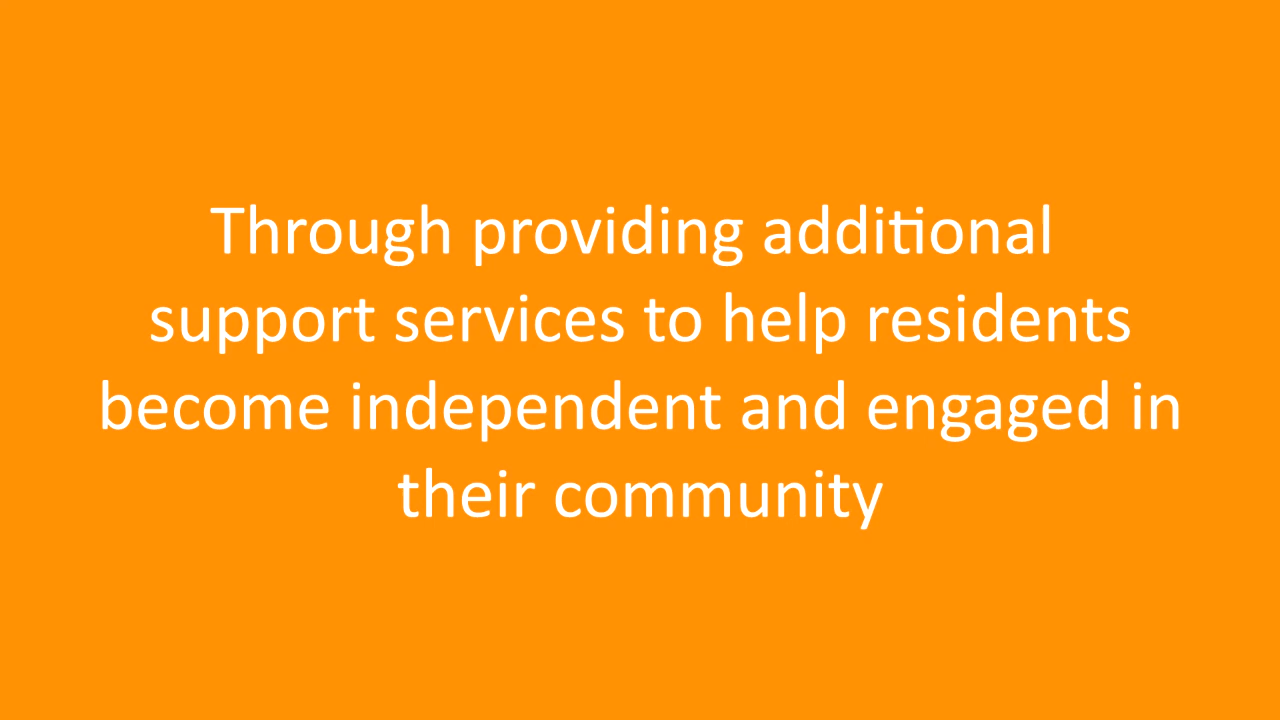 Through providing additional
support services to help residents
become independent and engaged in
their community